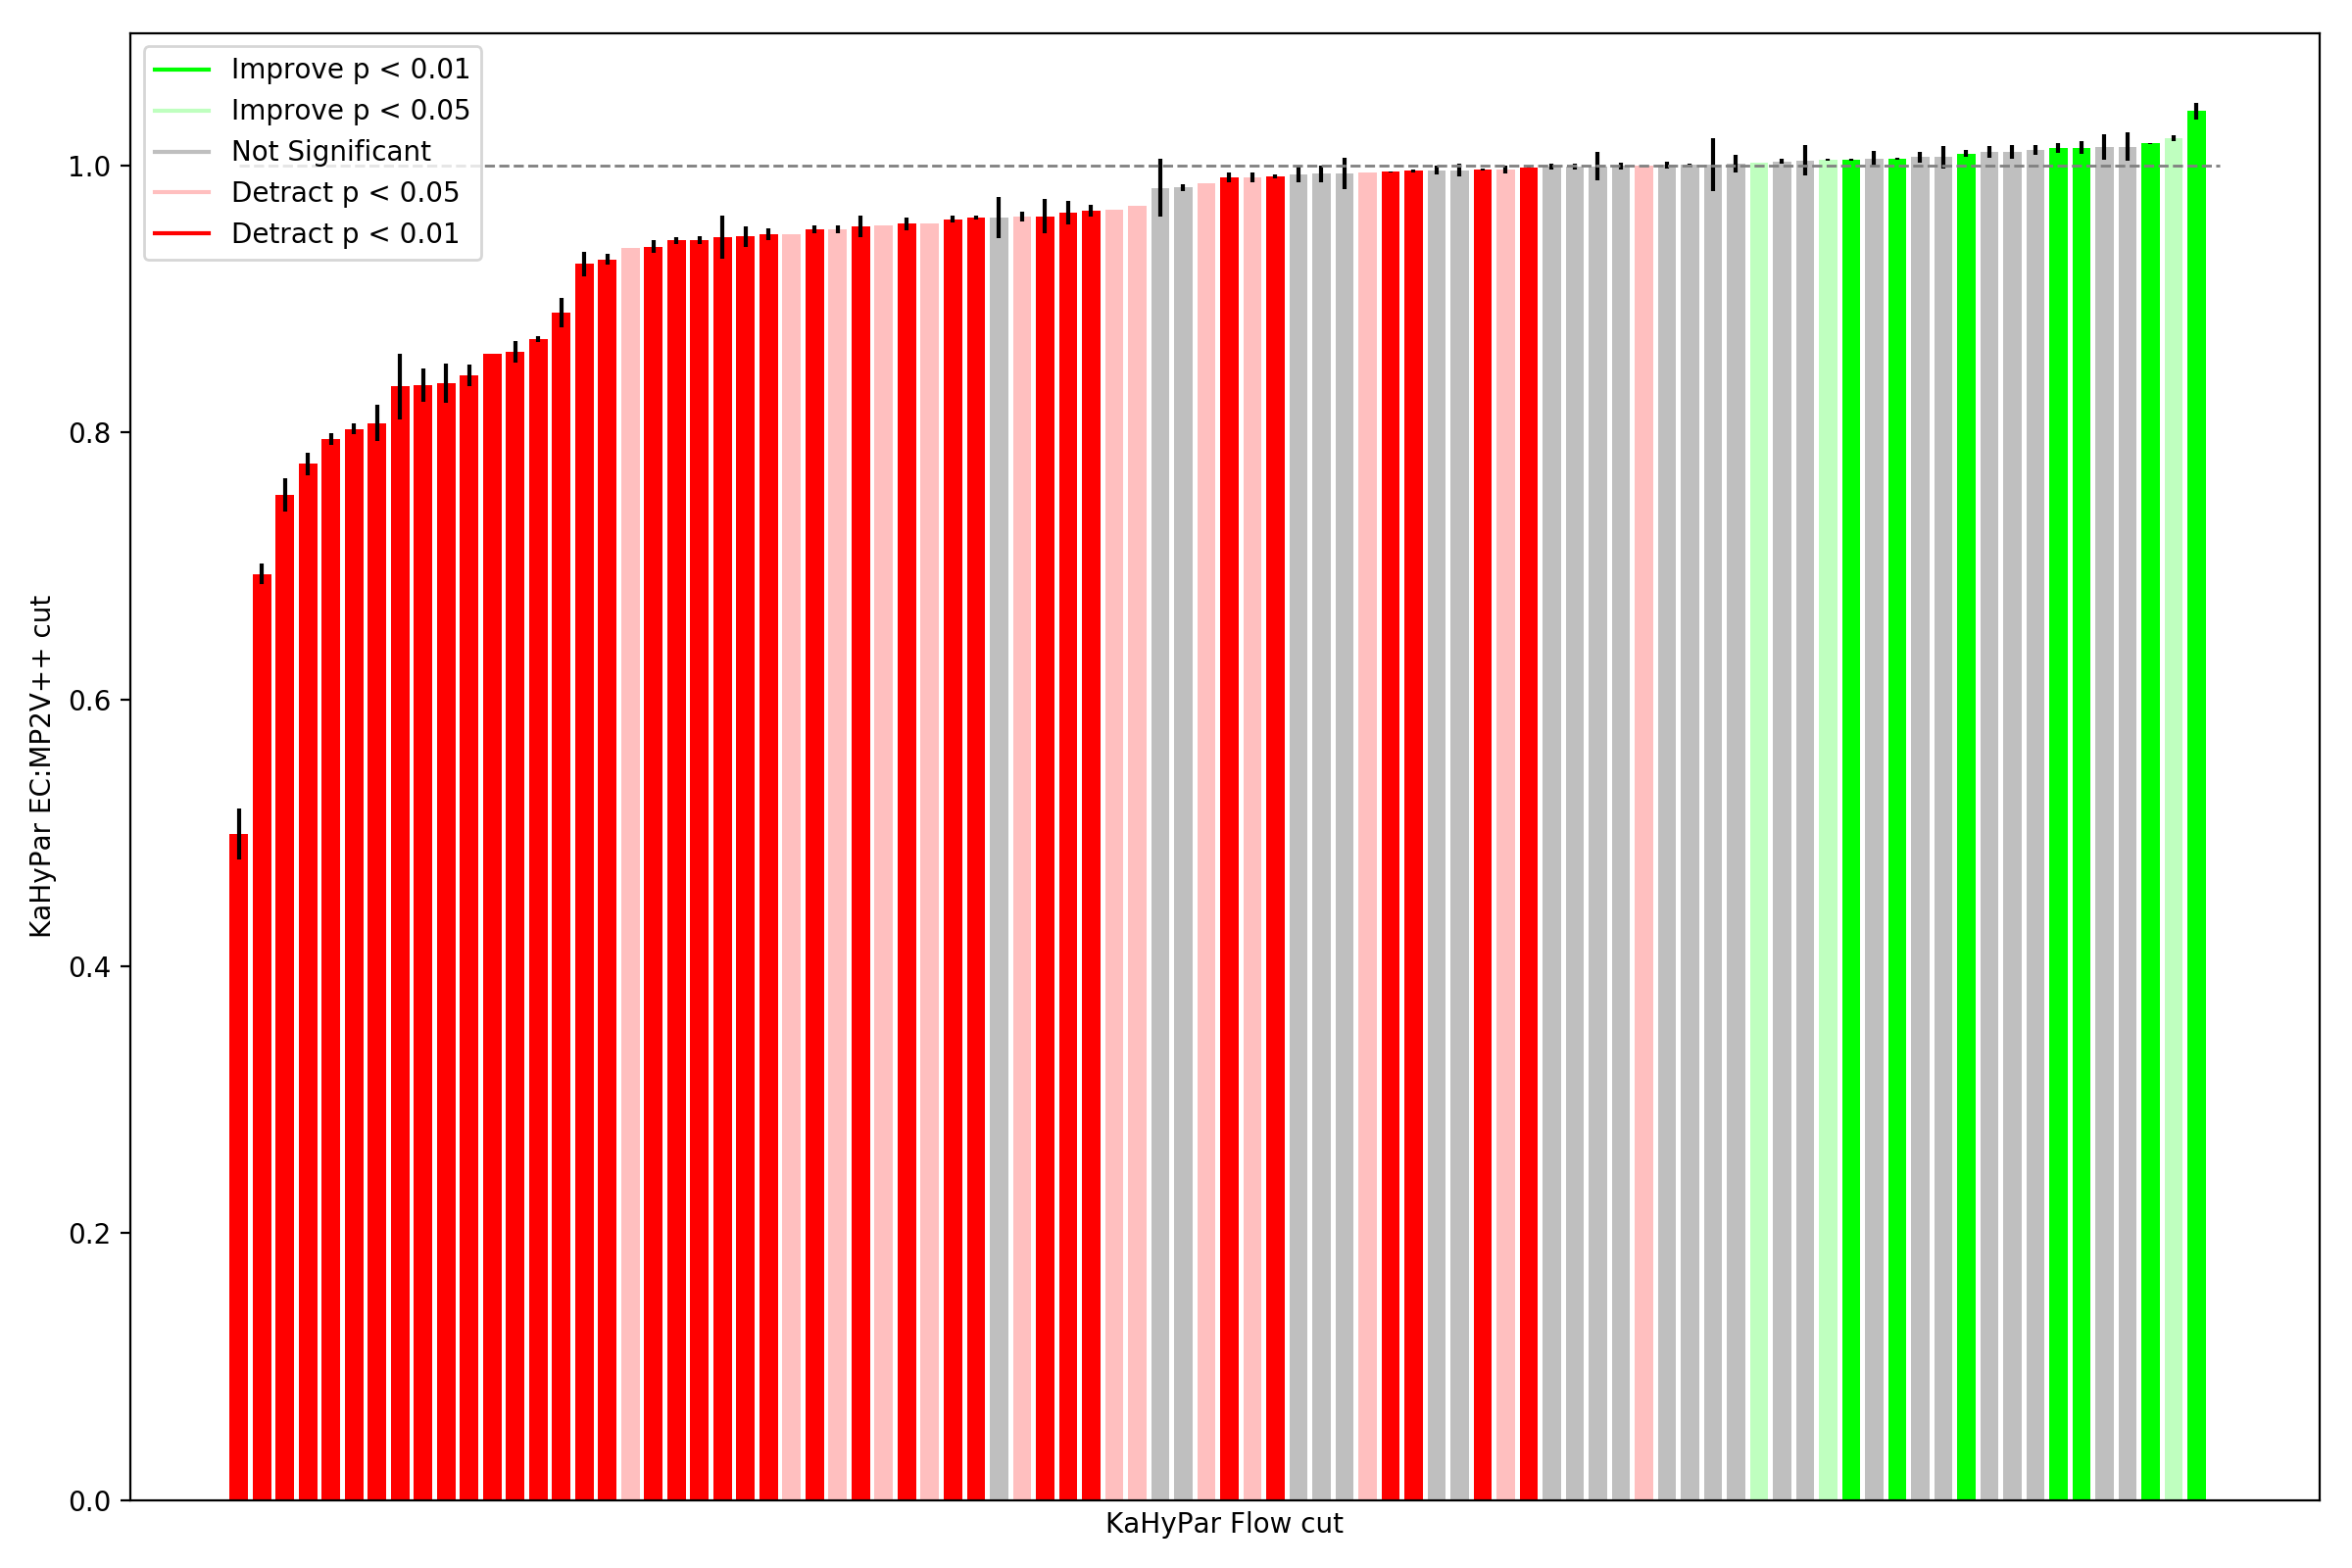 Improve p < 0.01
Improve p < 0.05
Not Significant
Detract p < 0.05
Detract p < 0.01
1.0
0.8
0.6
0.4
0.2
0.0
KaHyPar EC:MP2V++ cut
KaHyPar Flow cut